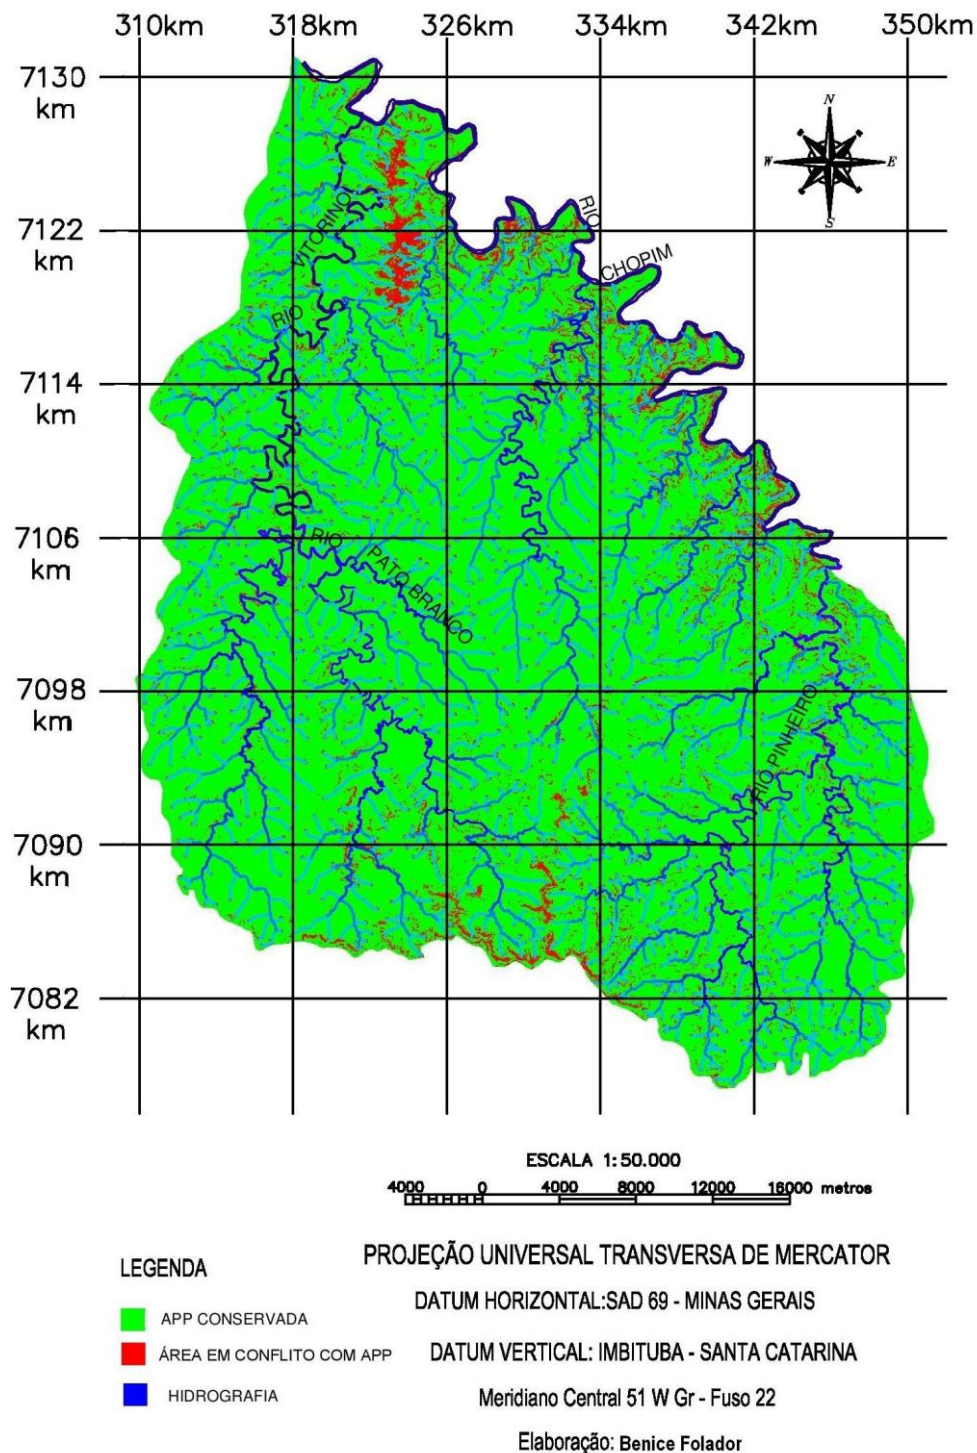 310km 318km 326km 334km 342km 350km
7130
km
N
W E
S
7122
km
RIO
VITORINO
RIO
CHOPIM
7114
km
7106
km
RIO PATO BRANCO
7098
km
RIO PINHEIRO
7090
km
7082
km
ESCALA 1:50.000
4000 0 4000 8000 12000 16000 metros
PROJEÇÃO UNIVERSAL TRANSVERSA DE MERCATOR
LEGENDA
DATUM HORIZONTAL:SAD 69 - MINAS GERAIS
APP CONSERVADA
ÁREA EM CONFLITO COM APP
DATUM VERTICAL: IMBITUBA - SANTA CATARINA
HIDROGRAFIA
Meridiano Central 51 W Gr - Fuso 22
Elaboração: Benice Folador